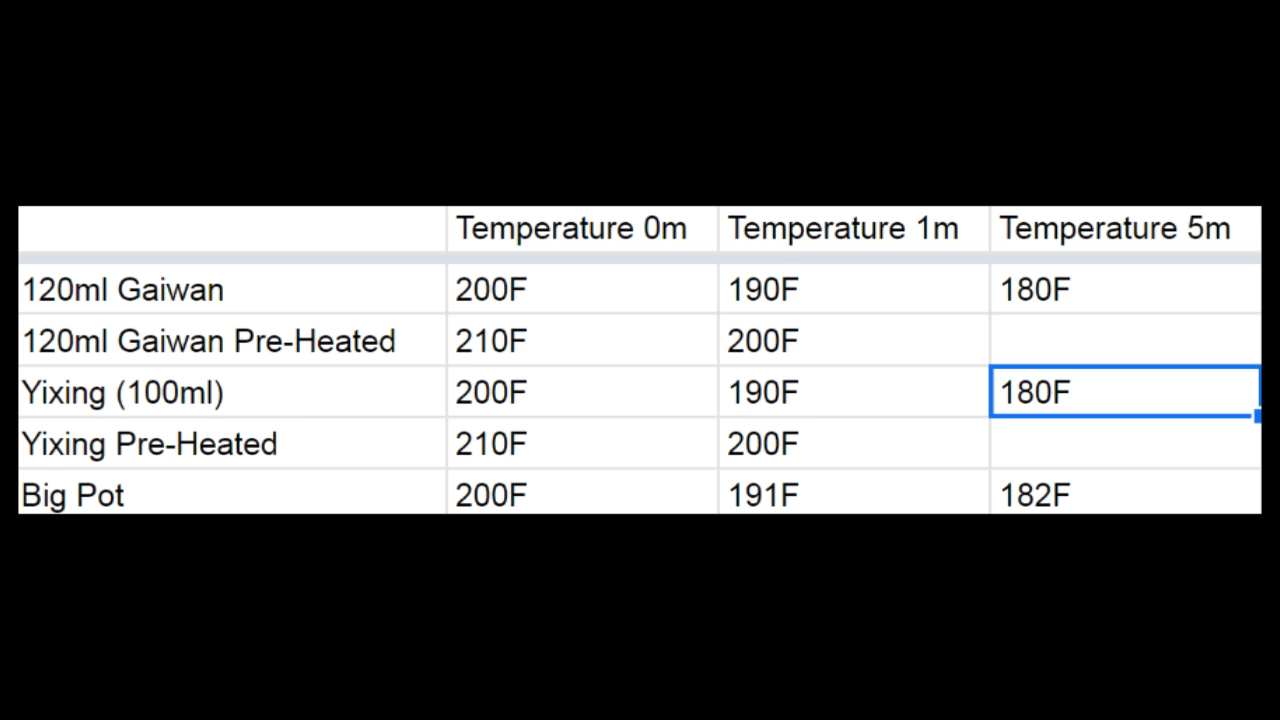 Temperature 0m Temperature 1m Temperature 5m
120ml Gaiwan 200F 190F 180F
120ml Gaiwan Pre-Heated 210F 200F
Yixing (100ml) 200F 190F 180F
Yixing Pre-Heated 210F 200F
Big Pot 200F 191F 182F